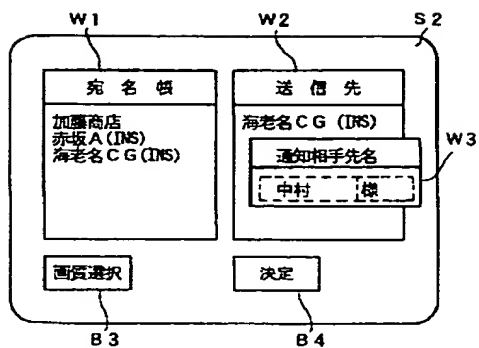 W1
W2
S2
宛名帳
送信先
加藤商店
赤坂A(INS)
海老名CG(INS)
海老名CG(INS)
通知相手先名
W3
中村 様
画質選択
決定
B3
B4